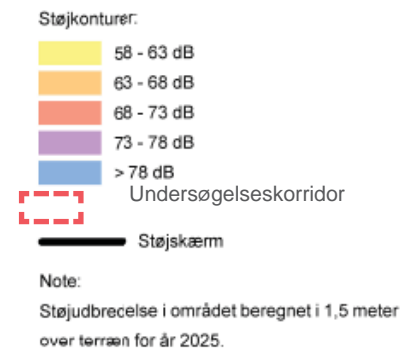 Støjkonturer:
58 - 63 dB
63 - 68 dB
68 - 73 dB
73 - 78 dB
> 78 dB
Undersøgelseskorridor
Støjskærm
Note:
Støjudbredelse i området beregnet i 1,5 meter
over terræn for år 2025.